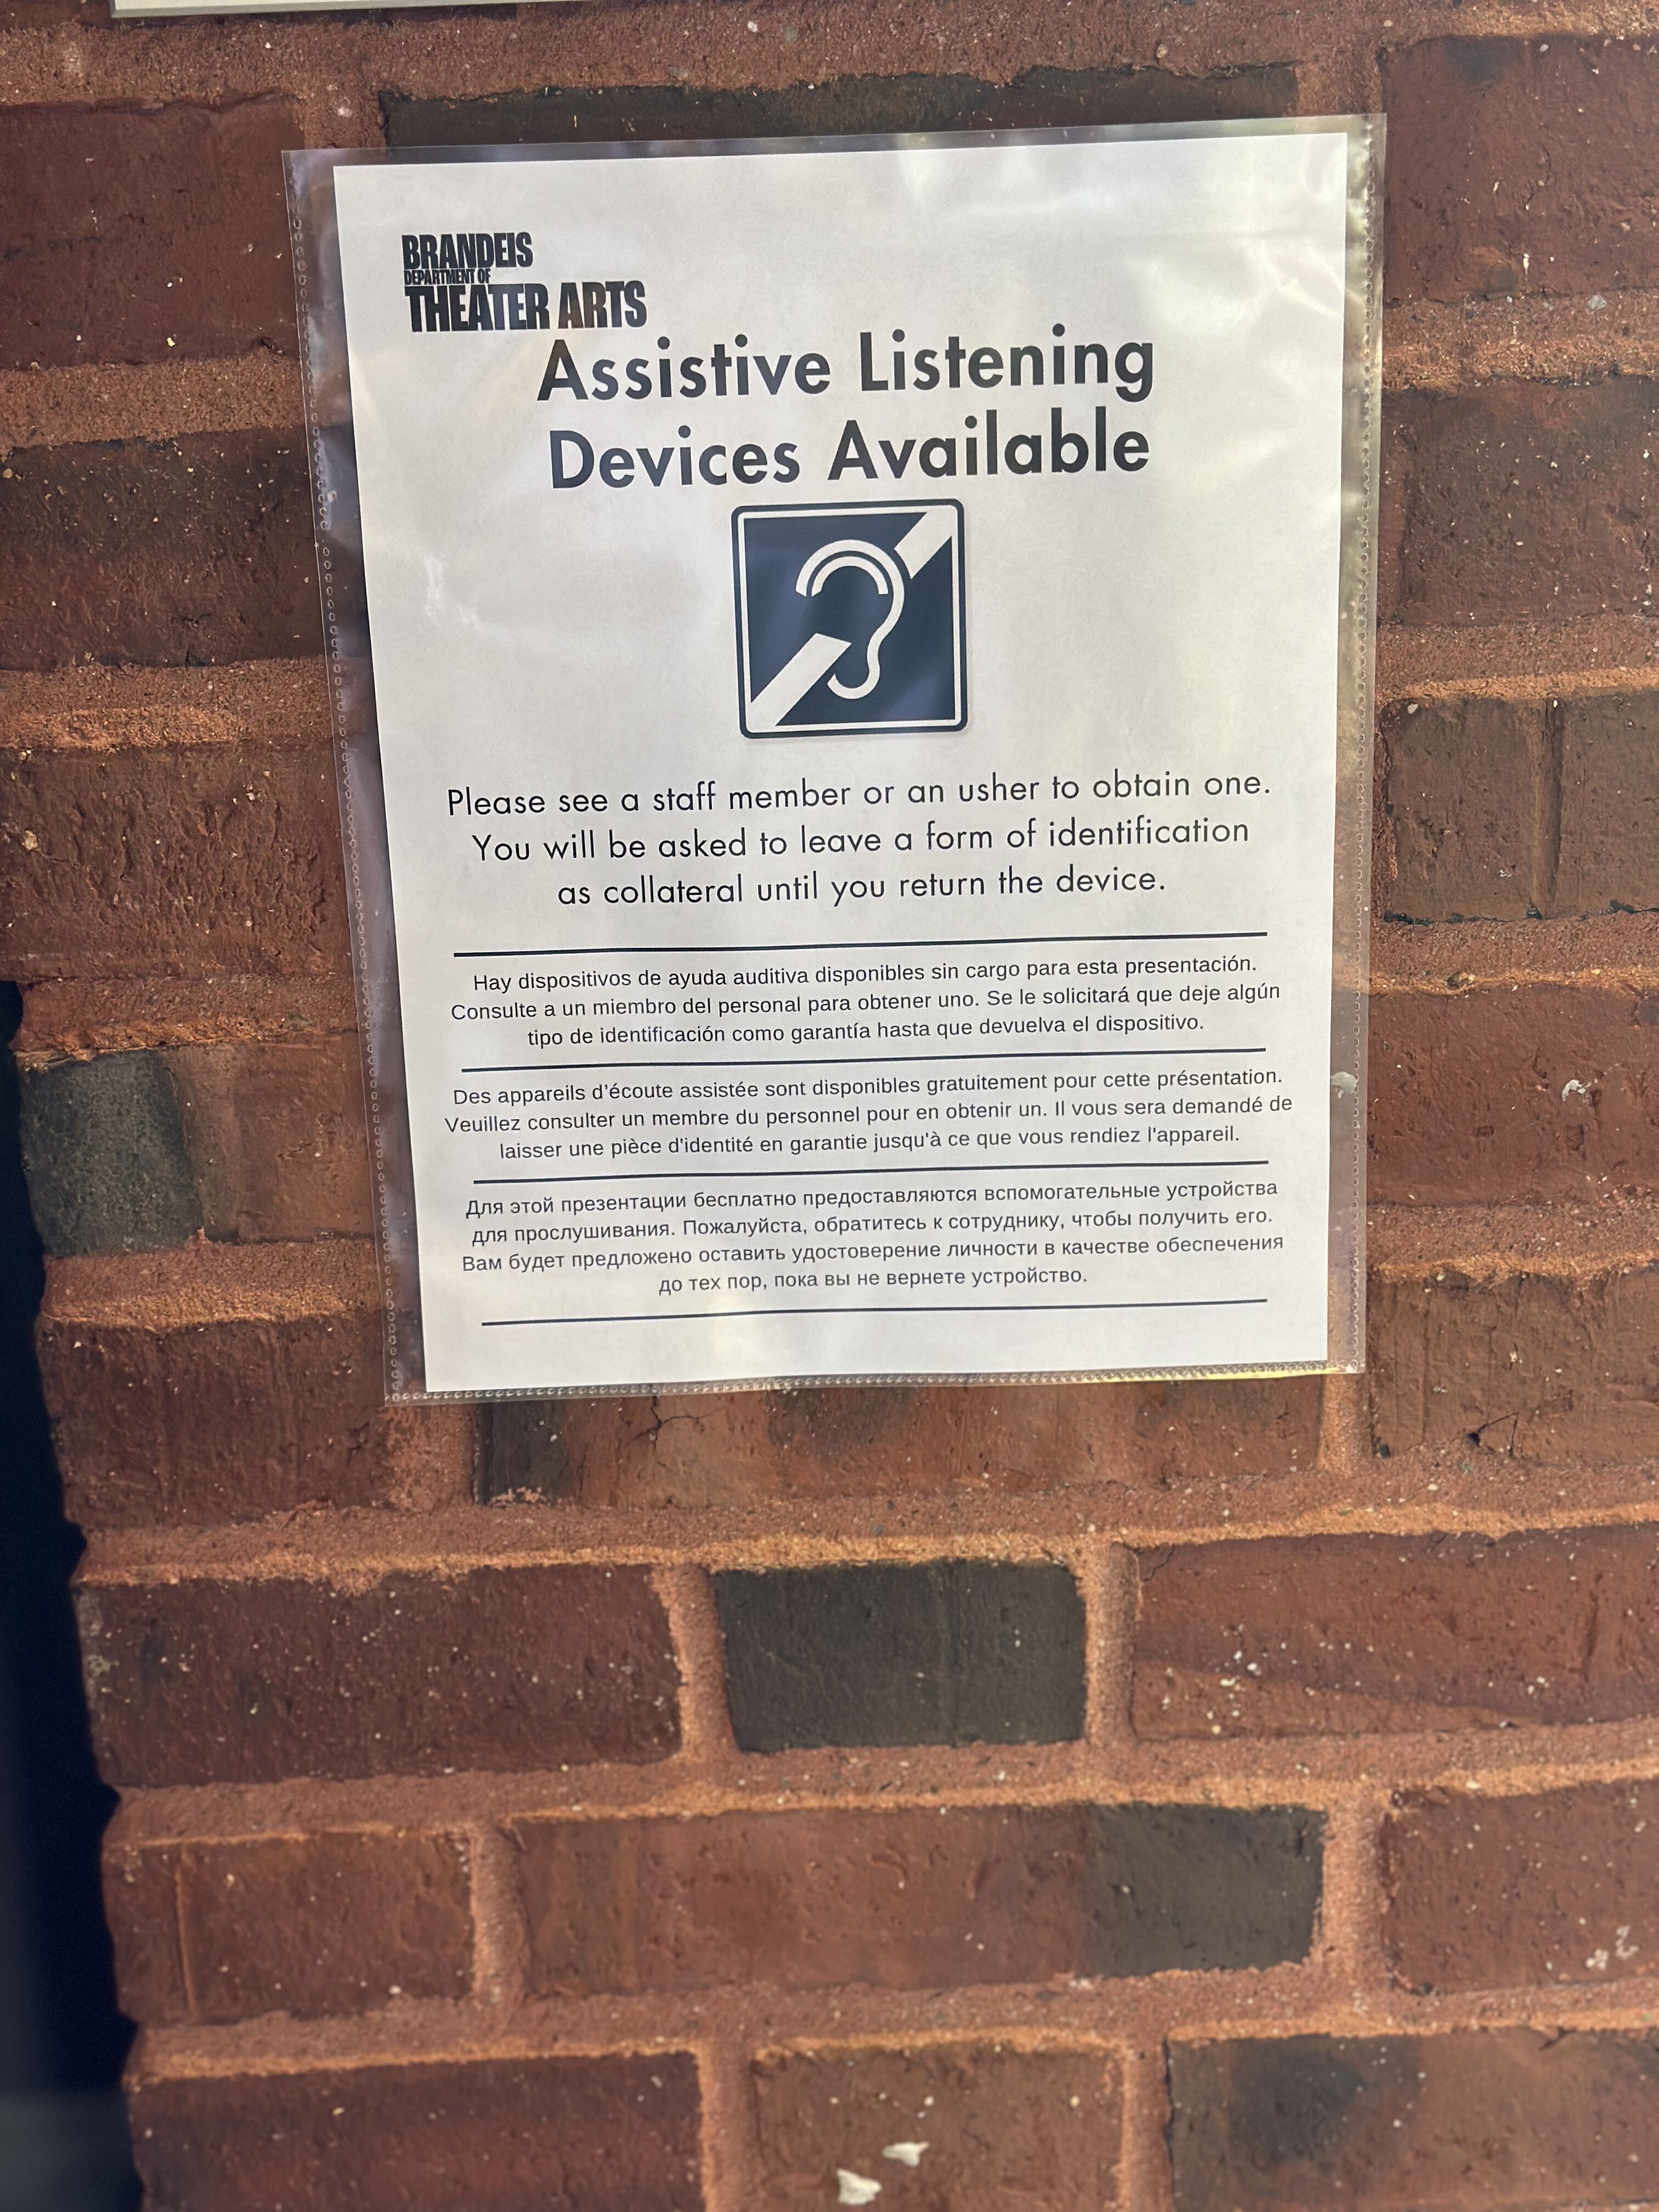 BRANDEIS
DEPARTMENT OF
THEATER ARTS
Assistive Listening
Devices Available
Please see a staff member or an usher to obtain one.
You will be asked to leave a form of identification
as collateral until you return the device.
Hay dispositivos de ayuda auditiva disponibles sin cargo para esta presentación.
Consulte a un miembro del personal para obtener uno. Se le solicitará que deje algún
tipo de identificación como garantía hasta que devuelva el dispositivo.
Des appareils d'écoute assistée sont disponibles gratuitement pour cette présentation.
Veuillez consulter un membre du personnel pour en obtenir un. Il vous sera demandé de
laisser une pièce d'identité en garantie jusqu'à ce que vous rendiez l'appareil.
Для этой презентации бесплатно предоставляются вспомогательные устройства
для прослушивания. Пожалуйста, обратитесь к сотруднику, чтобы получить его.
Вам будет предложено оставить удостоверение личности в качестве обеспечения
до тех пор, пока вы не вернете устройство.